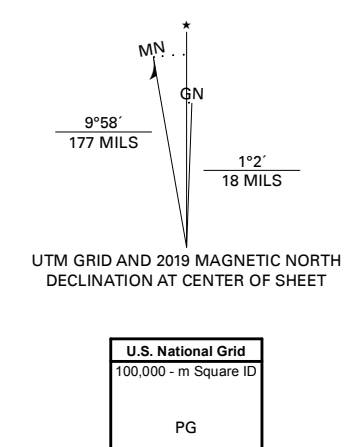 ★
MN
GN
9°58´
177 MILS
1°2´
18 MILS
UTM GRID AND 2019 MAGNETIC NORTH
DECLINATION AT CENTER OF SHEET
U.S. National Grid
100,000 - m Square ID
PG